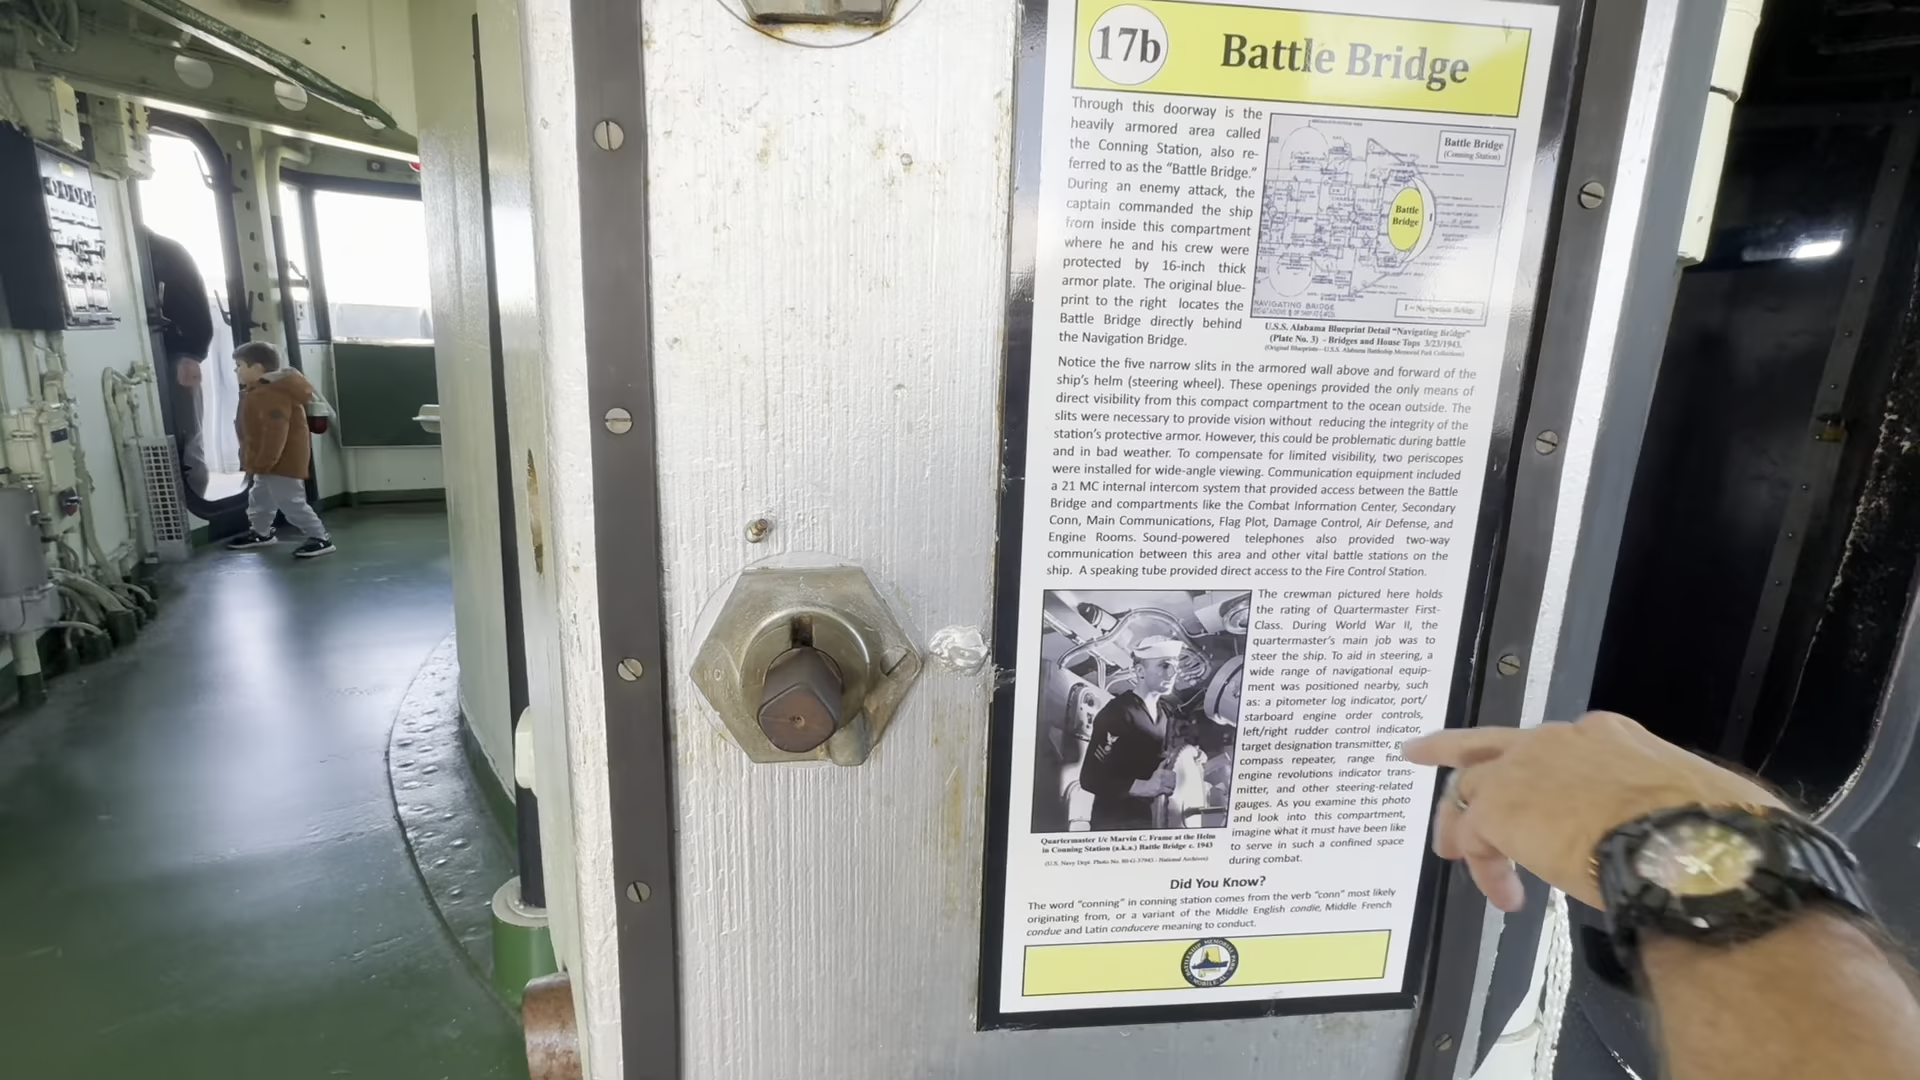 17b
Battle Bridge
Through this doorway is the
heavily armored area called
the Conning Station, also re-
ferred to as the “Battle Bridge.”
During an enemy attack, the
captain commanded the ship
from inside this compartment
where he and his crew were
protected by 16-inch thick
armor plate. The original blue-
print to the right locates the
Battle Bridge directly behind
the Navigation Bridge.
Battle Bridge
(Conning Station)
Battle
Bridge
NAVIGATING BRIDGE
1 = Navigation Bridge
U.S.S. Alabama Blueprint Detail “Navigating Bridge”
(Plate No. 3) - Bridges and House Tops 3/23/1943.
(Original Blueprints—U.S.S. Alabama Battleship Memorial Park Collections)
Notice the five narrow slits in the armored wall above and forward of the
ship’s helm (steering wheel). These openings provided the only means of
direct visibility from this compact compartment to the ocean outside. The
slits were necessary to provide vision without reducing the integrity of the
station’s protective armor. However, this could be problematic during battle
and in bad weather. To compensate for limited visibility, two periscopes
were installed for wide-angle viewing. Communication equipment included
a 21 MC internal intercom system that provided access between the Battle
Bridge and compartments like the Combat Information Center, Secondary
Conn, Main Communications, Flag Plot, Damage Control, Air Defense, and
Engine Rooms. Sound-powered telephones also provided two-way
communication between this area and other vital battle stations on the
ship. A speaking tube provided direct access to the Fire Control Station.
The crewman pictured here holds
the rating of Quartermaster First-
Class. During World War II, the
quartermaster’s main job was to
steer the ship. To aid in steering, a
wide range of navigational equip-
ment was positioned nearby, such
as: a pitometer log indicator, port/
starboard engine order controls,
left/right rudder control indicator,
target designation transmitter,
compass repeater, range
engine revolutions indicator trans-
mitter, and other steering-related
gauges. As you examine this photo
and look into this compartment,
imagine what it must have been like
to serve in such a confined space
during combat.
Quartermaster 1/c Marvin C. Frame at the Helm
in Conning Station (a.k.a.) Battle Bridge c. 1943
(U.S. Navy Dept. Photo No. 80-G-37943 - National Archives)
Did You Know?
The word “conning” in conning station comes from the verb “conn” most likely
originating from, or a variant of the Middle English condie, Middle French
condue and Latin conducere meaning to conduct.